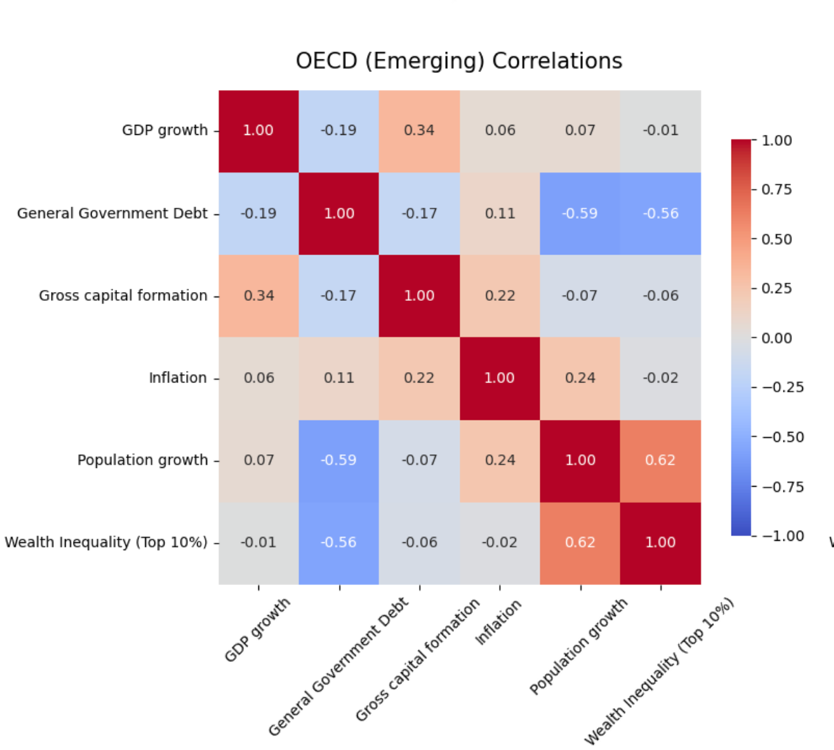 OECD (Emerging) Correlations
GDP growth 1.00 -0.19 0.34 0.06 0.07 -0.01
General Government Debt -0.19 1.00 -0.17 0.11 -0.59 -0.56
Gross capital formation 0.34 -0.17 1.00 0.22 -0.07 -0.06
Inflation 0.06 0.11 0.22 1.00 0.24 -0.02
Population growth 0.07 -0.59 -0.07 0.24 1.00 0.62
Wealth Inequality (Top 10%) -0.01 -0.56 -0.06 -0.02 0.62 1.00
GDP growth
General Government Debt
Gross capital formation
Inflation
Population growth
Wealth Inequality (Top 10%)
1.00
0.75
0.50
0.25
0.00
−0.25
−0.50
−0.75
−1.00